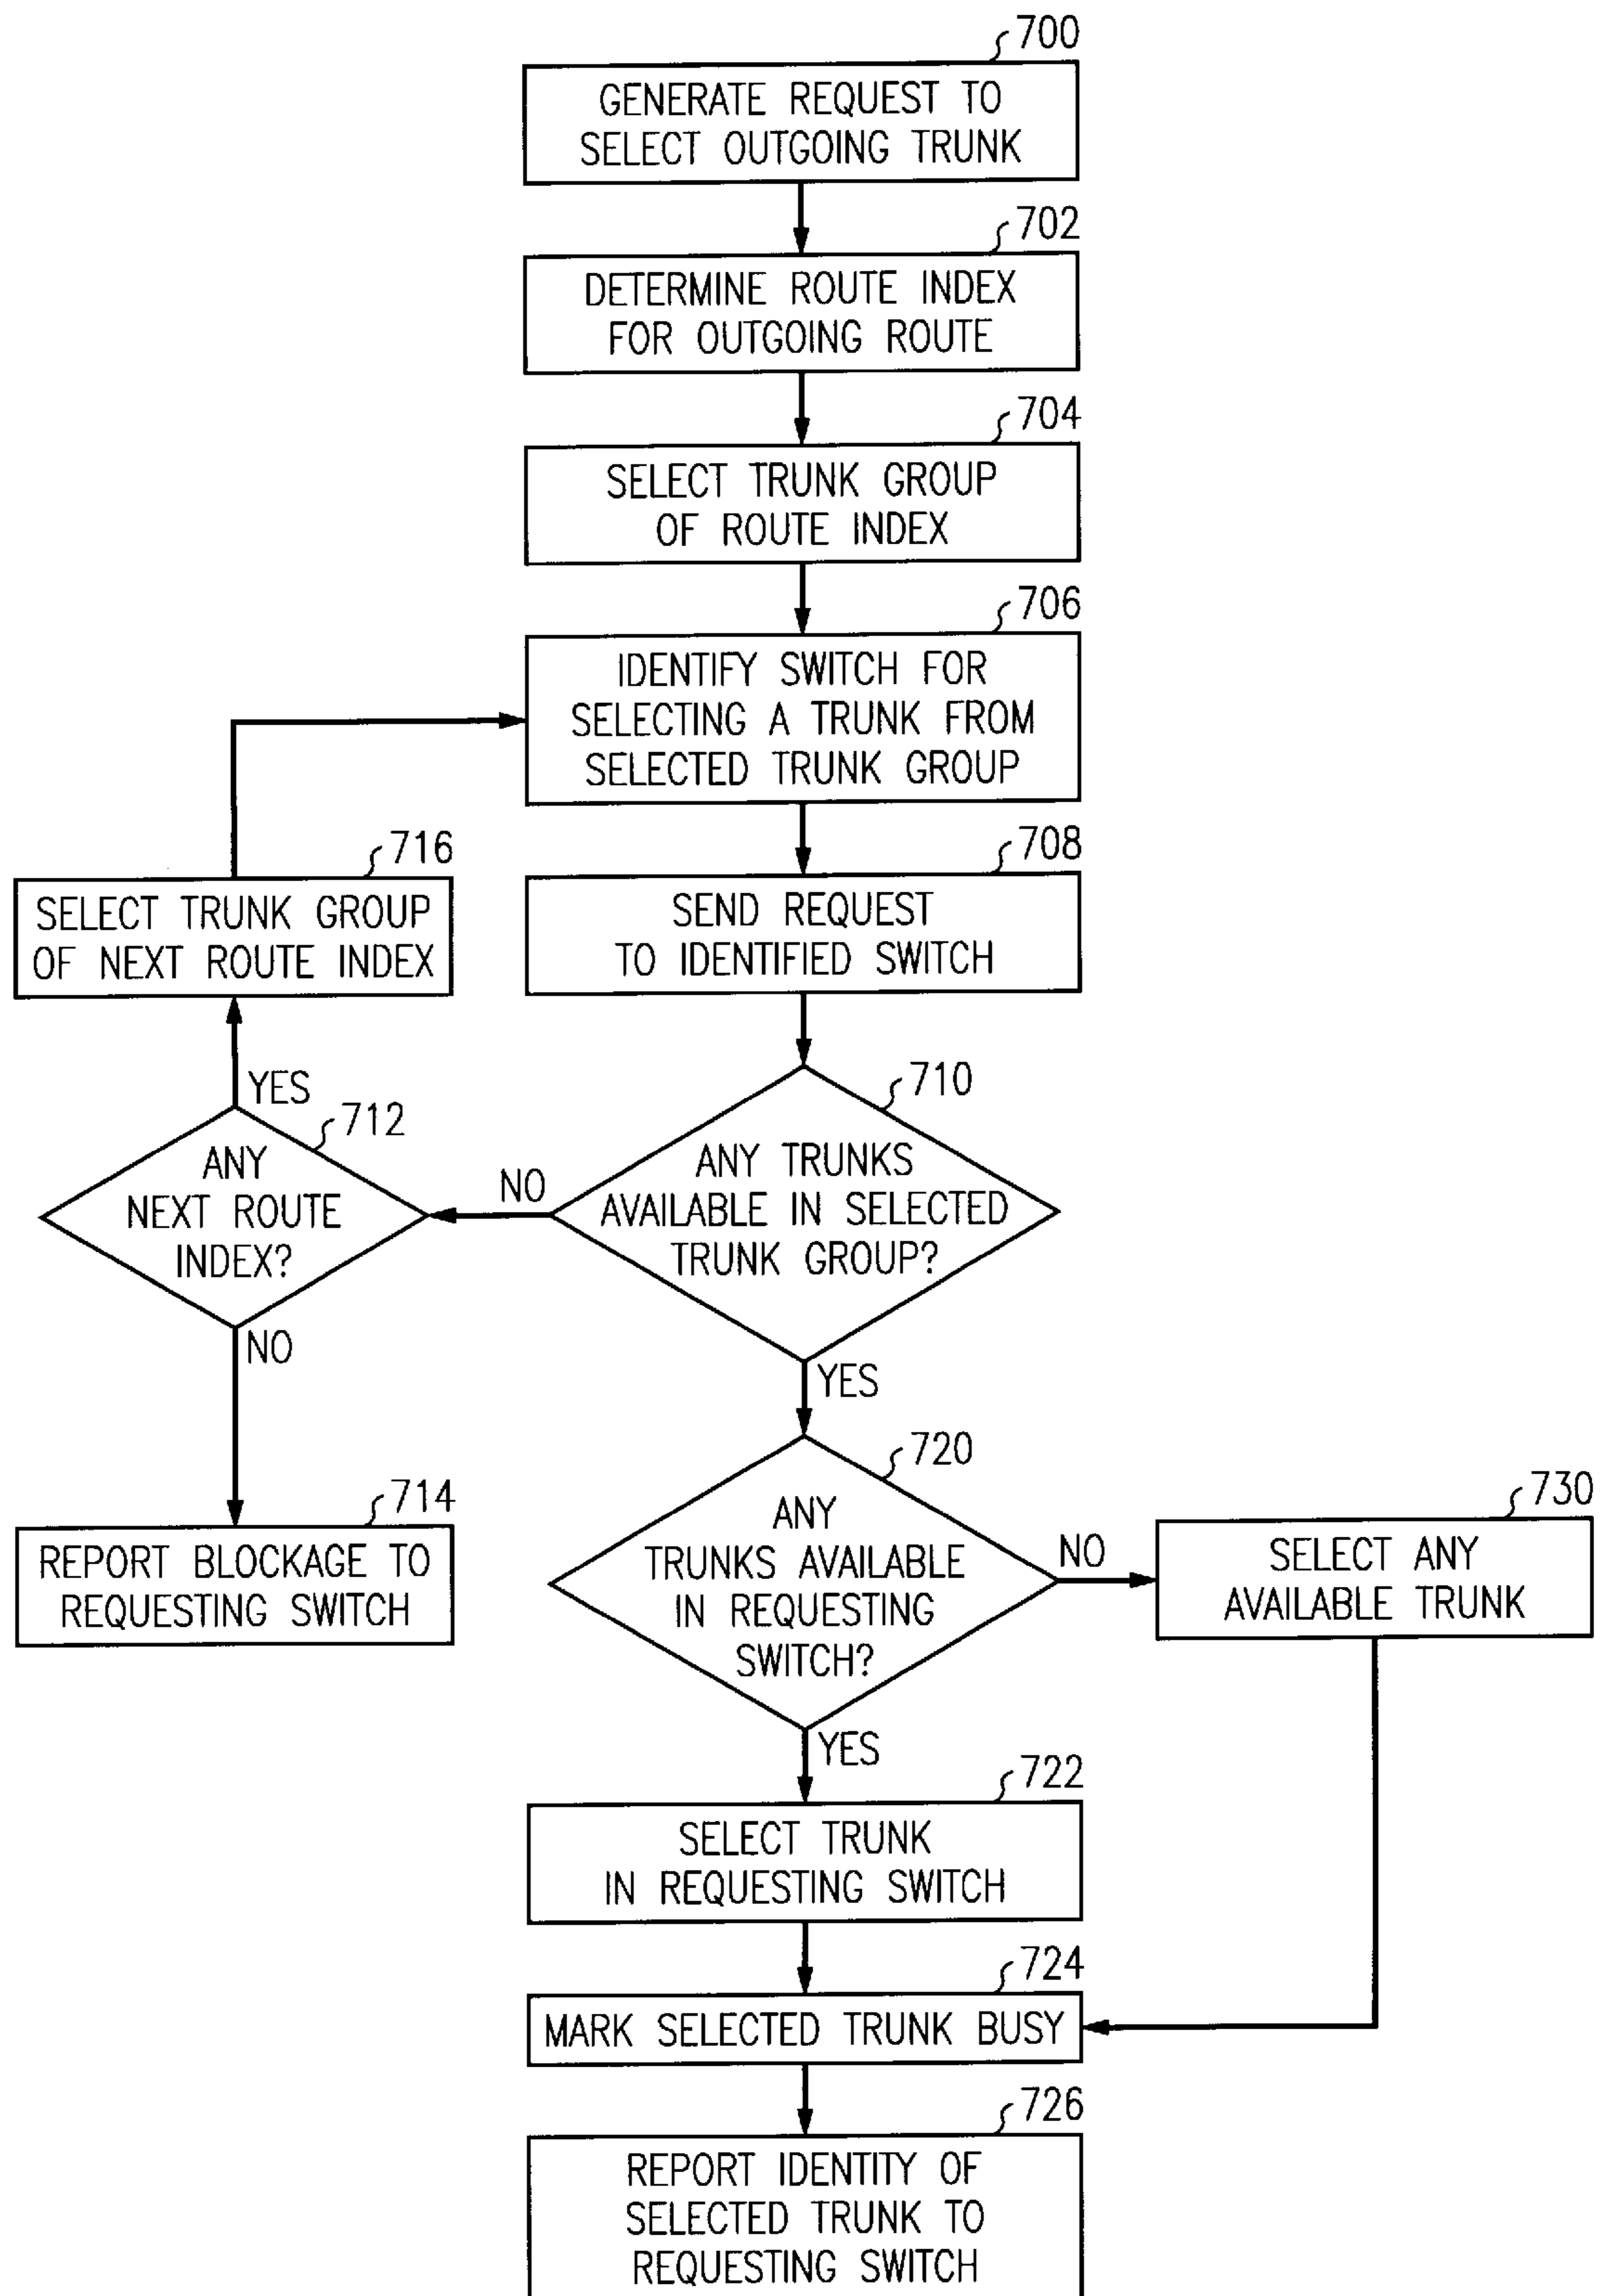 700
GENERATE REQUEST TO
SELECT OUTGOING TRUNK
702
DETERMINE ROUTE INDEX
FOR OUTGOING ROUTE
704
SELECT TRUNK GROUP
OF ROUTE INDEX
706
IDENTIFY SWITCH FOR
SELECTING A TRUNK FROM
SELECTED TRUNK GROUP
716
SELECT TRUNK GROUP
OF NEXT ROUTE INDEX
708
SEND REQUEST
TO IDENTIFIED SWITCH
YES
712
ANY
NEXT ROUTE
INDEX?
NO
710
ANY TRUNKS
AVAILABLE IN SELECTED
TRUNK GROUP?
NO
YES
714
REPORT BLOCKAGE TO
REQUESTING SWITCH
720
ANY
TRUNKS AVAILABLE
IN REQUESTING
SWITCH?
NO
730
SELECT ANY
AVAILABLE TRUNK
YES
722
SELECT TRUNK
IN REQUESTING SWITCH
724
MARK SELECTED TRUNK BUSY
726
REPORT IDENTITY OF
SELECTED TRUNK TO
REQUESTING SWITCH